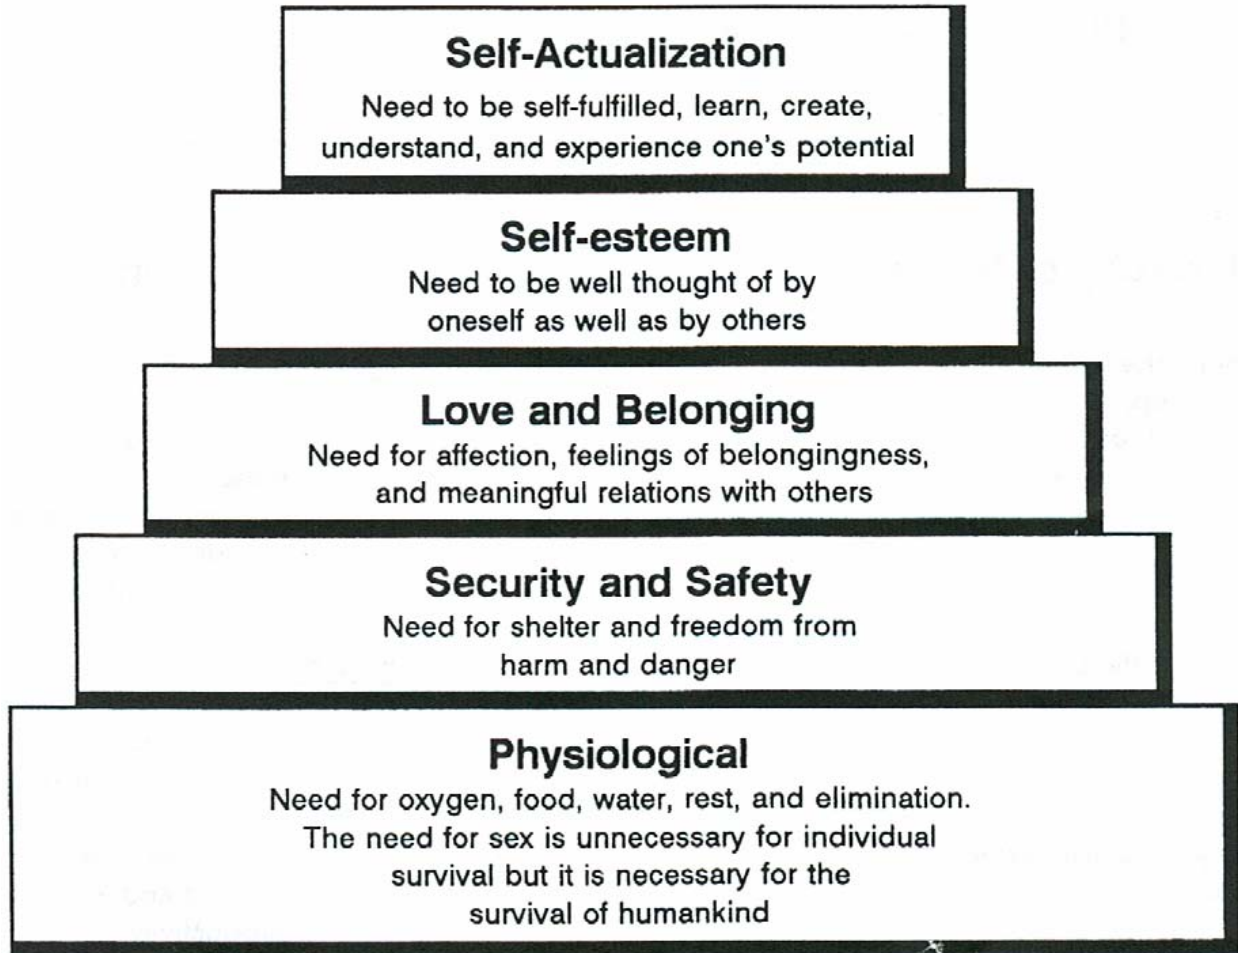 Self-Actualization
Need to be self-fulfilled, learn, create,
understand, and experience one's potential
Self-esteem
Need to be well thought of by
oneself as well as by others
Love and Belonging
Need for affection, feelings of belongingness,
and meaningful relations with others
Security and Safety
Need for shelter and freedom from
harm and danger
Physiological
Need for oxygen, food, water, rest, and elimination.
The need for sex is unnecessary for individual
survival but it is necessary for the
survival of humankind